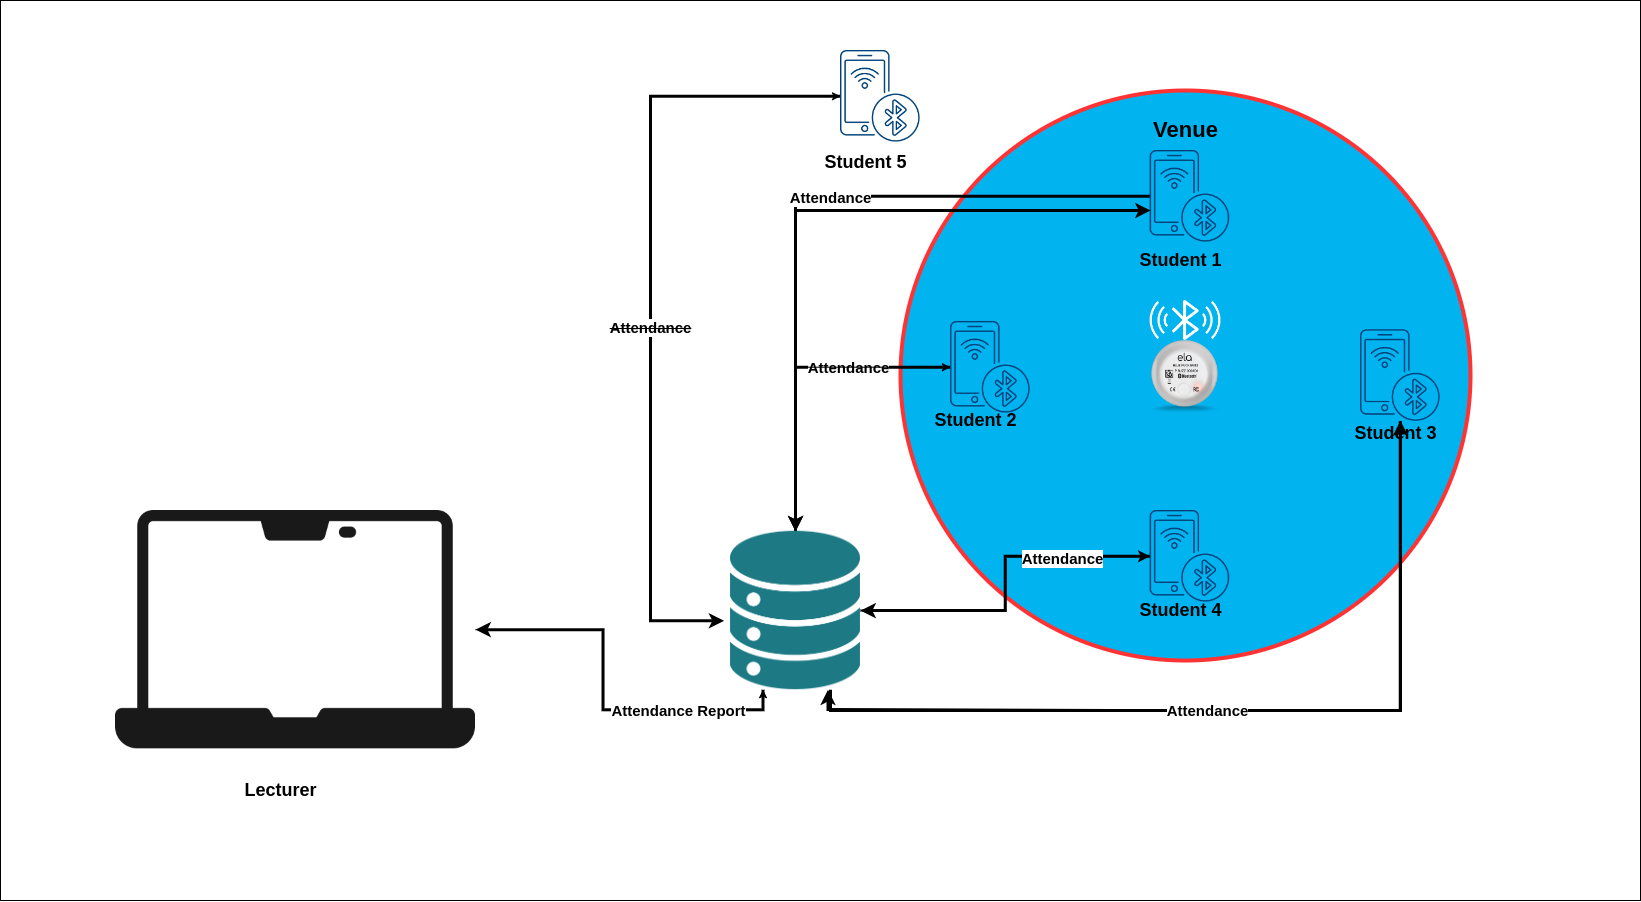 Venue
Student 5
Attendance
Student 1
Attendance
Attendance
ela
Student 2
Student 3
Attendance
Student 4
Attendance Report
Attendance
Lecturer